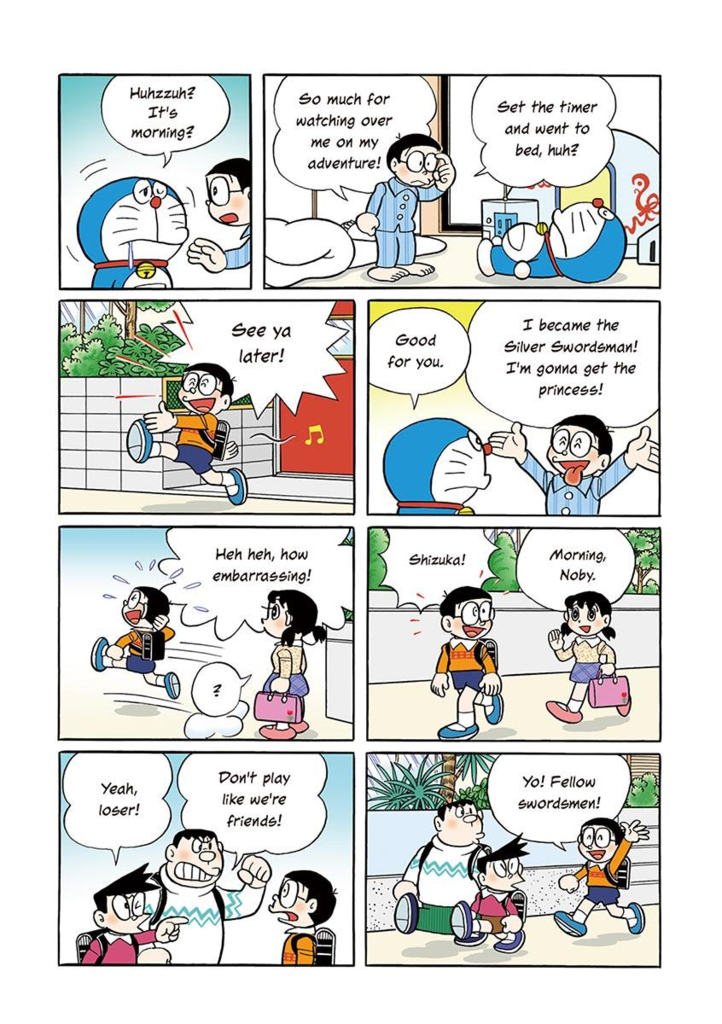 Set the timer
and went to
bed, huh?
So much for
watching over
me on my
adventure!
Huhzzuh?
It's
morning?
I became the
Silver Swordsman!
I'm gonna get the
princess!
Good
for you.
See ya
later!
Morning,
Noby.
Shizuka!
Heh heh, how
embarrassing!
?
Yo! Fellow
swordsmen!
Don't play
like we're
friends!
Yeah,
loser!